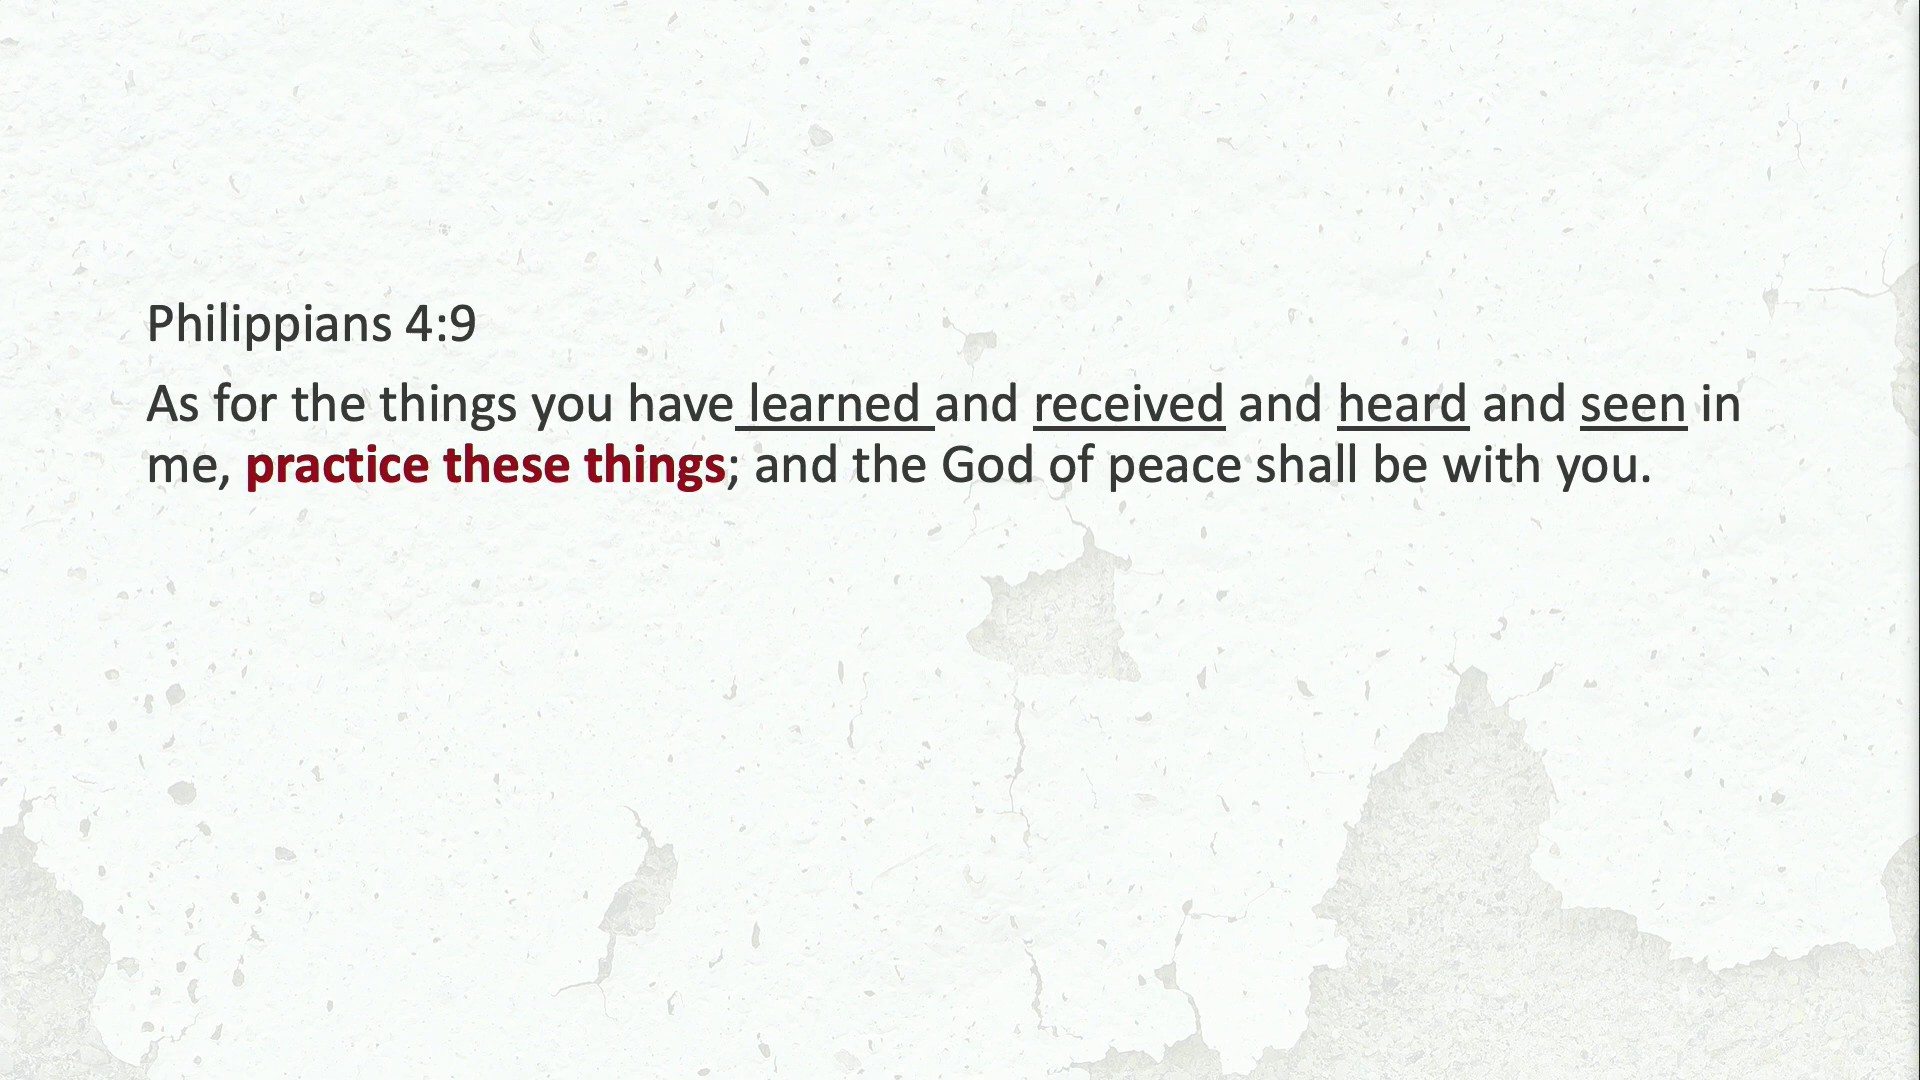 Philippians 4:9
As for the things you have learned and received and heard and seen in
me, practice these things; and the God of peace shall be with you.